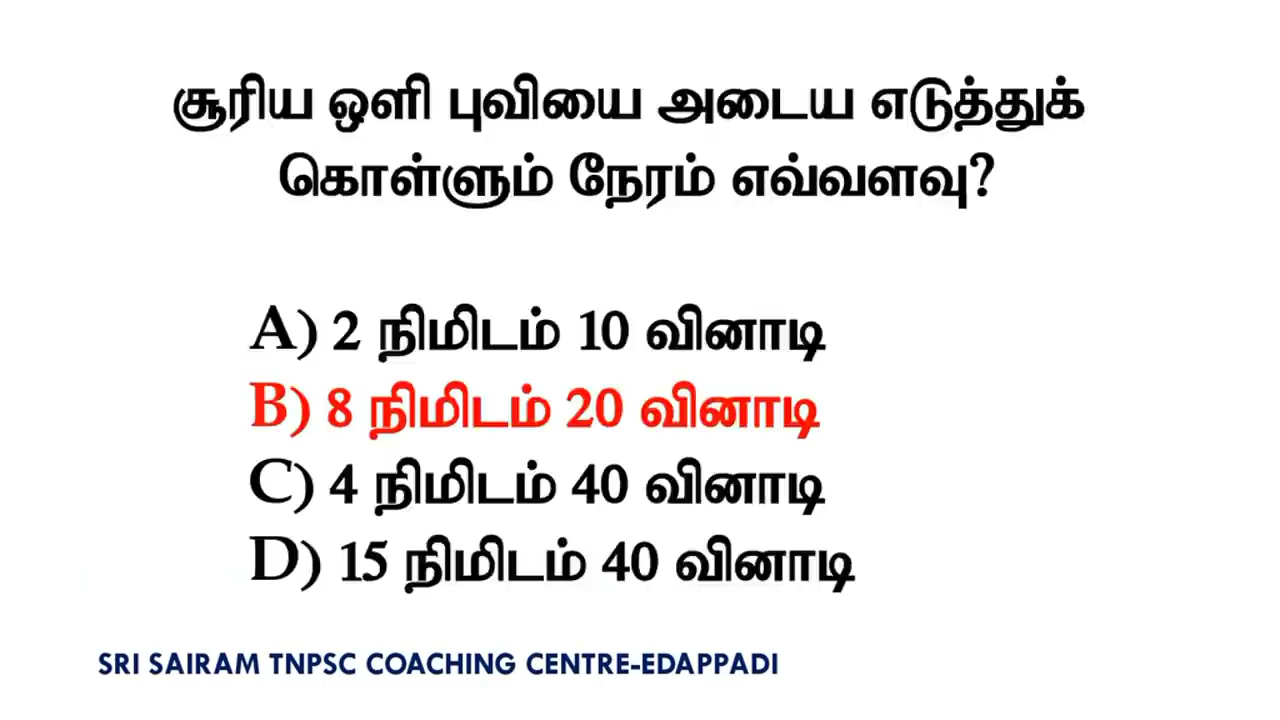 சூரிய ஒளி புவியை அடைய எடுத்துக்
கொள்ளும் நேரம் எவ்வளவு?
A) 2 நிமிடம் 10 வினாடி
B) 8 நிமிடம் 20 வினாடி
C) 4 நிமிடம் 40 வினாடி
D) 15 நிமிடம் 40 வினாடி
SRI SAIRAM TNPSC COACHING CENTRE-EDAPPADI